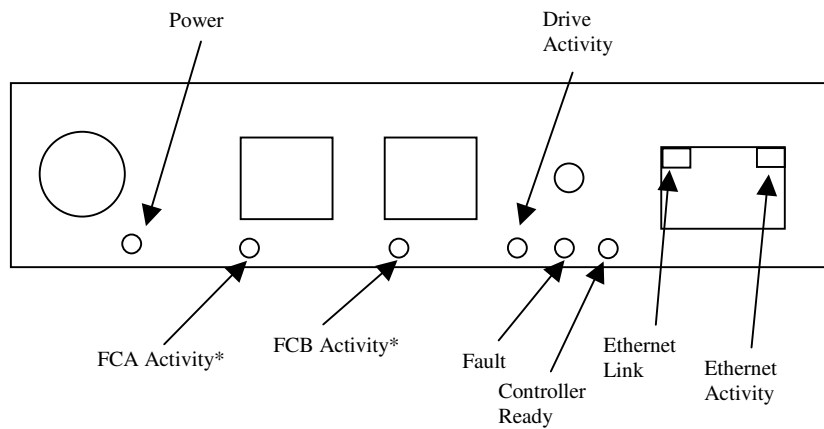 Power
Drive
Activity
FCA Activity*
FCB Activity*
Fault
Controller
Ready
Ethernet
Link
Ethernet
Activity